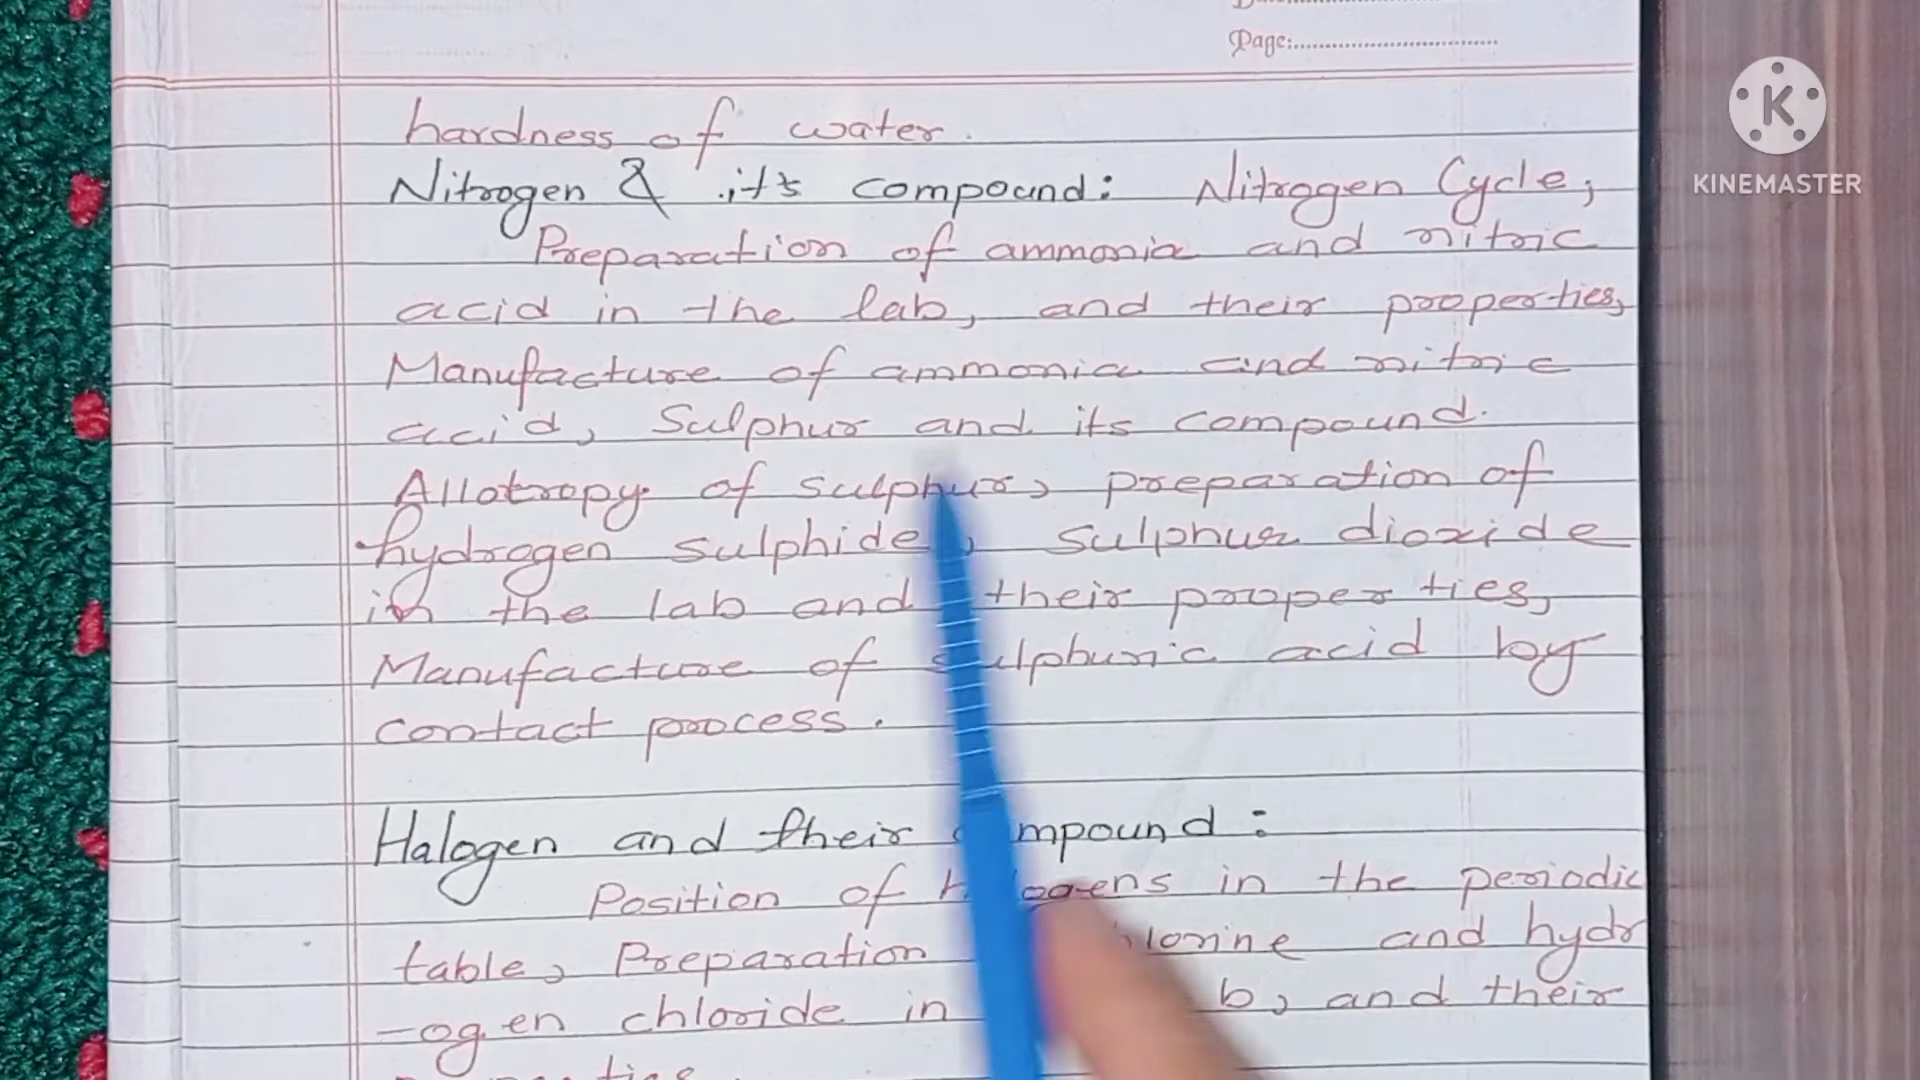 Page:
KINEMASTER
hardness of water.
Nitrogen & it's compound: Nitrogen Cycle;
Preparation of ammonia and nitric
acid in the lab, and their properties,
Manufacture of ammonia and nitric
acid, Sulphur and its compound.
Allotropy of sulphur, preparation of
hydrogen sulphide, sulphur dioxide
in the lab and their properties,
Manufacture of sulphuric acid by
contact process.
Halogen and their compound:
Position of halogens in the periodic
table, Preparation chlorine and hydr
-ogen chloride in b, and their